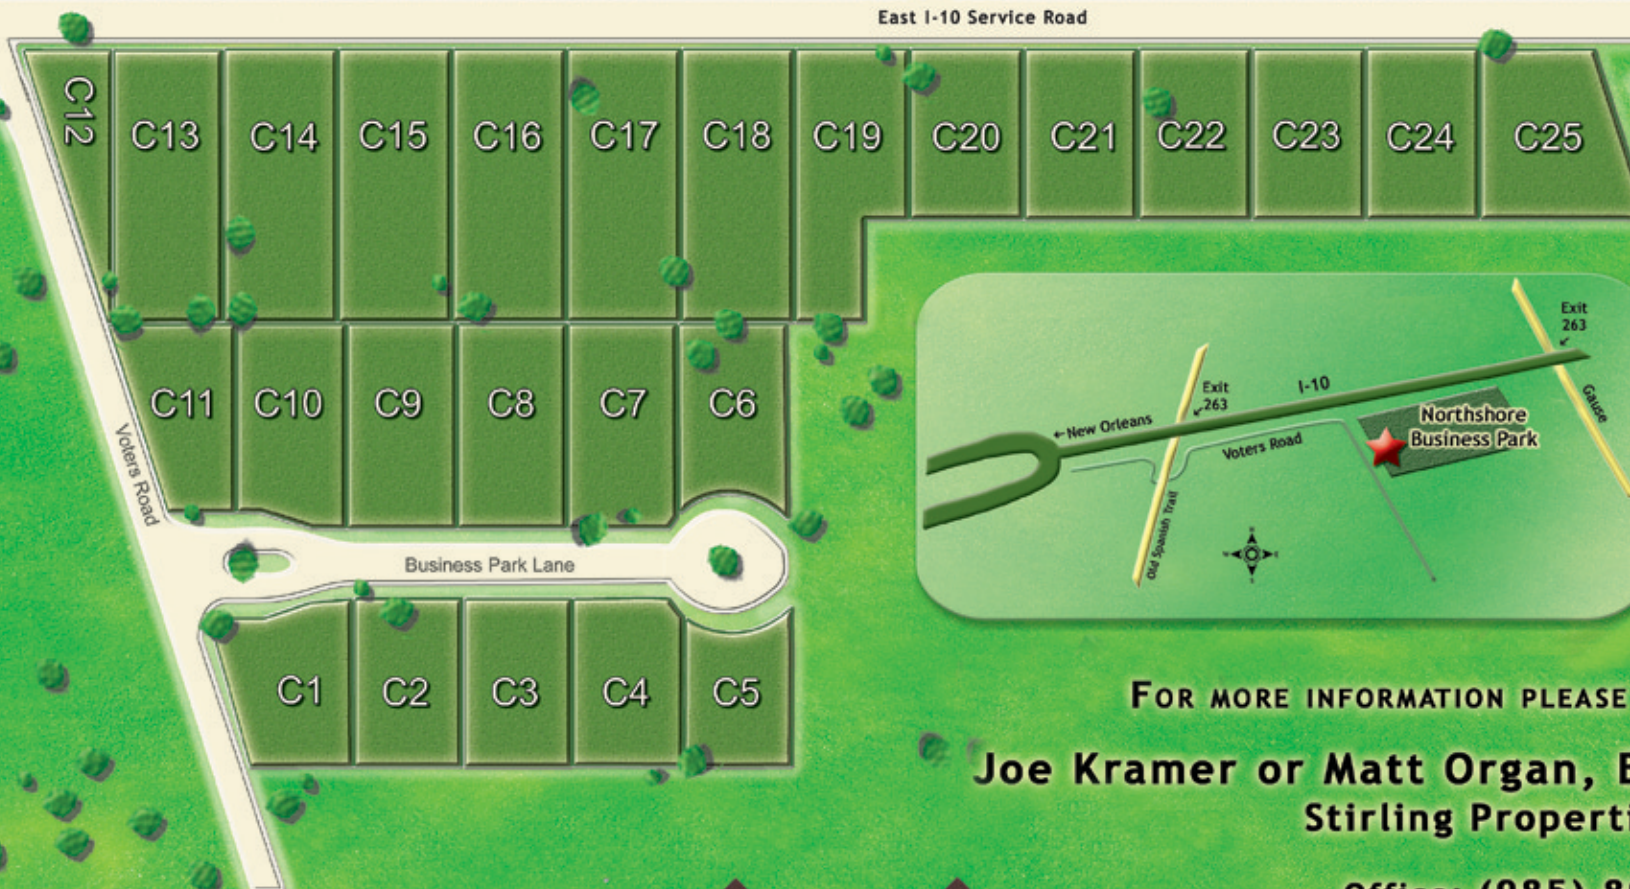 East I-10 Service Road
C12
C13
C14
C15
C16
C17
C18
C19
C20
C21
C22
C23
C24
C25
C11
C10
C9
C8
C7
C6
Voters Road
Business Park Lane
C1
C2
C3
C4
C5
Exit
263
I-10
Exit
263
Gause
←New Orleans
Northshore
Business Park
Voters Road
Old Spanish Trail
FOR MORE INFORMATION PLEASE
Joe Kramer or Matt Organ,
Stirling